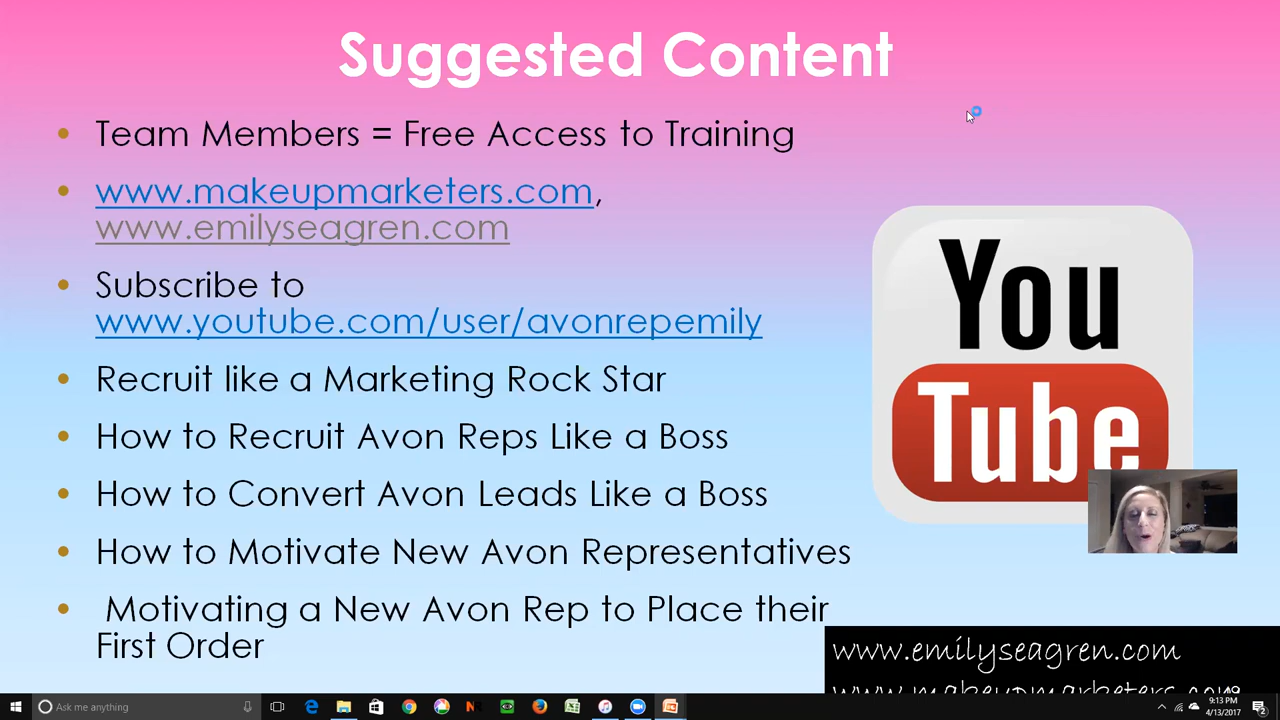 Suggested Content
• Team Members = Free Access to Training
• www.makeupmarketers.com,
www.emilyseagren.com
• Subscribe to
www.youtube.com/user/avonrepemily
• Recruit like a Marketing Rock Star
• How to Recruit Avon Reps Like a Boss
• How to Convert Avon Leads Like a Boss
• How to Motivate New Avon Representatives
• Motivating a New Avon Rep to Place their
First Order
You
Tube
www.emilyseagren.com
www.makeupmarketers.com
Ask me anything
9:13 PM
4/13/2017